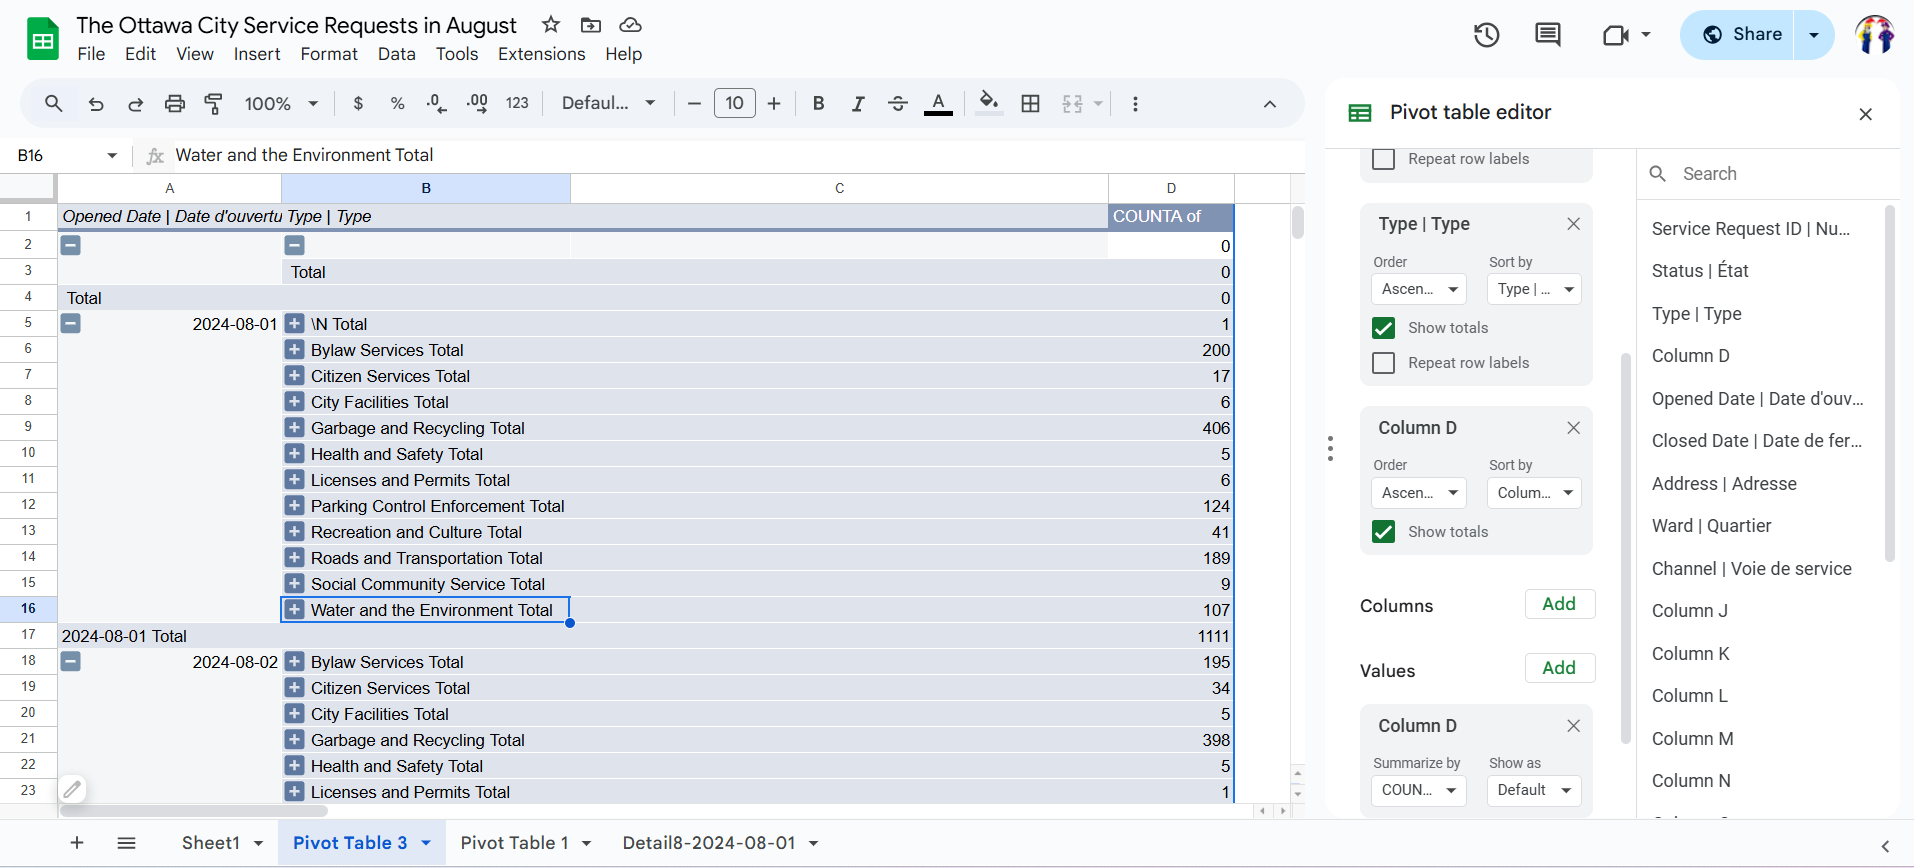 The Ottawa City Service Requests in August
File Edit View Insert Format Data Tools Extensions Help
Share
100% $ % .0 .00 123 Defaul... 10 B I A
B16 fx Water and the Environment Total
A B C D
1 Opened Date | Date d'ouvertu Type | Type COUNTA of
2 0
3 Total 0
4 Total 0
5 2024-08-01 \N Total 1
6 Bylaw Services Total 200
7 Citizen Services Total 17
8 City Facilities Total 6
9 Garbage and Recycling Total 406
10 Health and Safety Total 5
11 Licenses and Permits Total 6
12 Parking Control Enforcement Total 124
13 Recreation and Culture Total 41
14 Roads and Transportation Total 189
15 Social Community Service Total 9
16 Water and the Environment Total 107
17 2024-08-01 Total 1111
18 2024-08-02 Bylaw Services Total 195
19 Citizen Services Total 34
20 City Facilities Total 5
21 Garbage and Recycling Total 398
22 Health and Safety Total 5
23 Licenses and Permits Total 1
Sheet1 Pivot Table 3 Pivot Table 1 Detail8-2024-08-01
Pivot table editor
Repeat row labels
Type | Type
Order Sort by
Ascen... Type | ...
Show totals
Repeat row labels
Column D
Order Sort by
Ascen... Colum...
Show totals
Columns Add
Values Add
Column D
Summarize by Show as
COUN... Default
Search
Service Request ID | Nu...
Status | État
Type | Type
Column D
Opened Date | Date d'ouv...
Closed Date | Date de fer...
Address | Adresse
Ward | Quartier
Channel | Voie de service
Column J
Column K
Column L
Column M
Column N